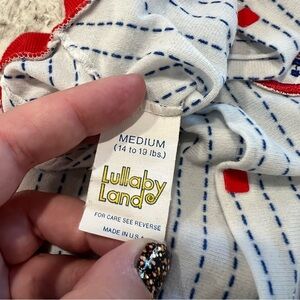 MEDIUM
(14 to 19 lbs.)
Lullaby
Land
FOR CARE SEE REVERSE
MADE IN U.S.A.